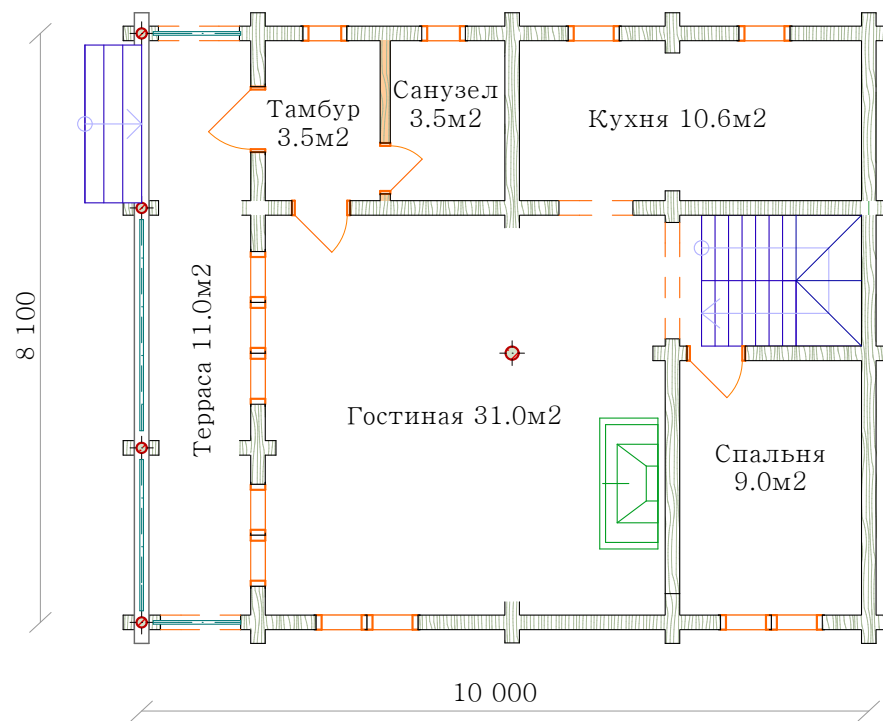 Тамбур
3.5м2
Санузел
3.5м2
Кухня 10.6м2
8 100
Терраса 11.0м2
Гостиная 31.0м2
Спальня
9.0м2
10 000